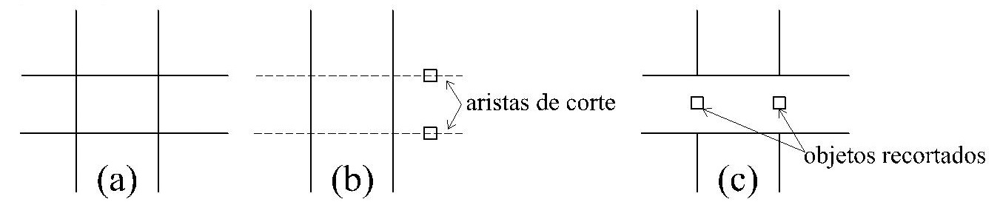 aristas de corte
objetos recortados
(a)
(b)
(c)